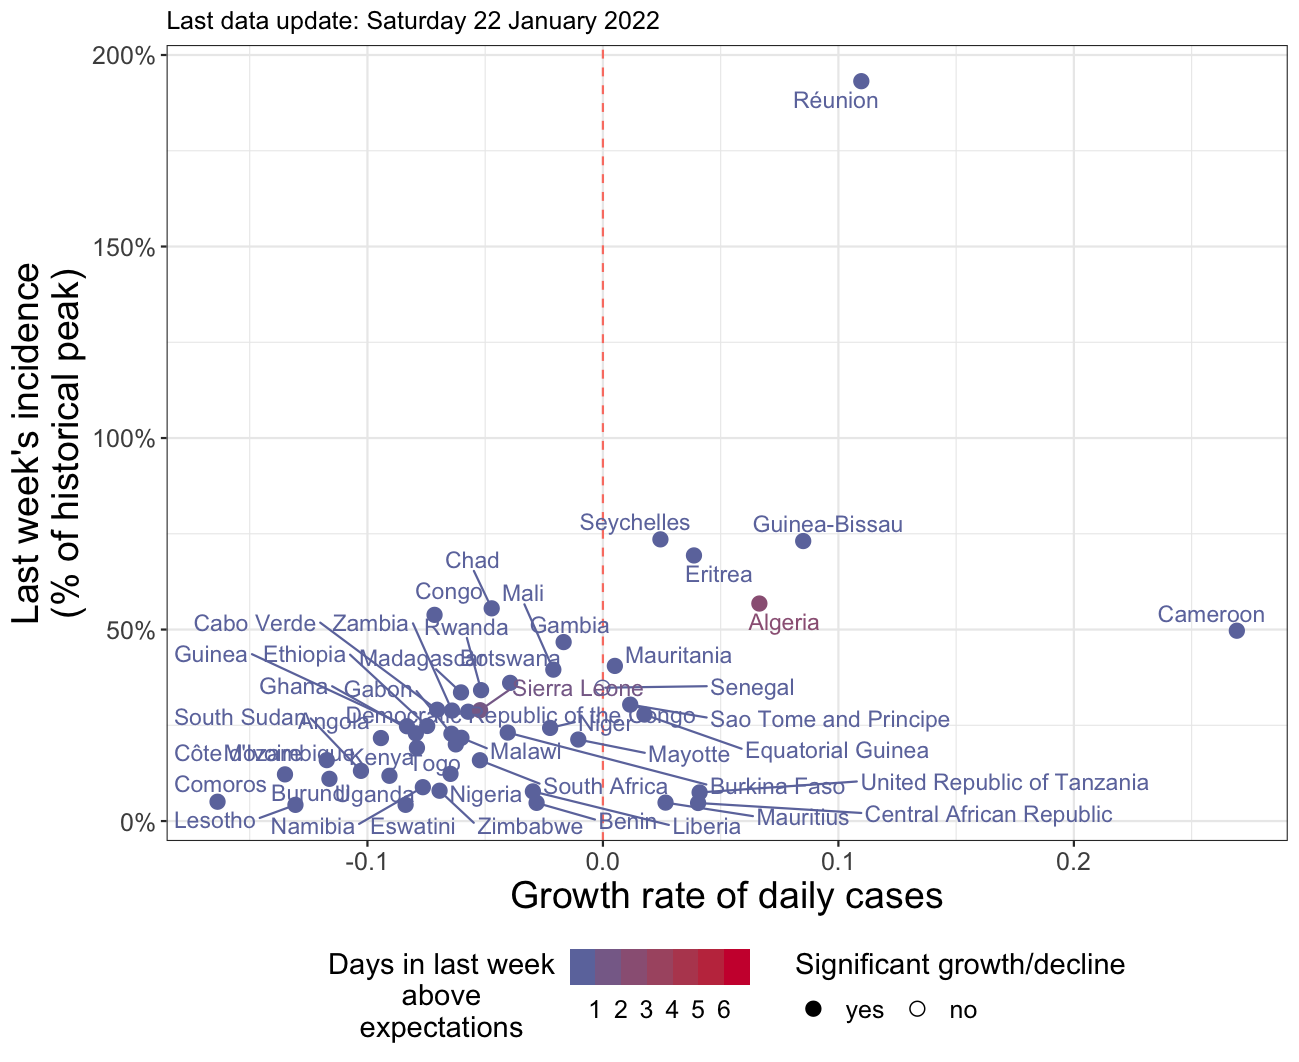 Last data update: Saturday 22 January 2022
200%
150%
100%
50%
0%
Last week's incidence
(% of historical peak)
Réunion
Seychelles
Guinea-Bissau
Eritrea
Algeria
Cameroon
Chad
Congo
Mali
Cabo Verde
Zambia
Rwanda
Gambia
Guinea
Ethiopia
Madagascar
Botswana
Mauritania
Ghana
Gabon
Sierra Leone
Senegal
South Sudan
Angola
Democratic Republic of the Congo
Niger
Sao Tome and Principe
Côte d'Ivoire
Mozambique
Kenya
Togo
Malawi
Mayotte
Equatorial Guinea
Comoros
Burundi
Uganda
Nigeria
South Africa
Burkina Faso
United Republic of Tanzania
Lesotho
Namibia
Eswatini
Zimbabwe
Benin
Liberia
Mauritius
Central African Republic
-0.1
0.0
0.1
0.2
Growth rate of daily cases
Days in last week
above
expectations
1 2 3 4 5 6
Significant growth/decline
yes
no